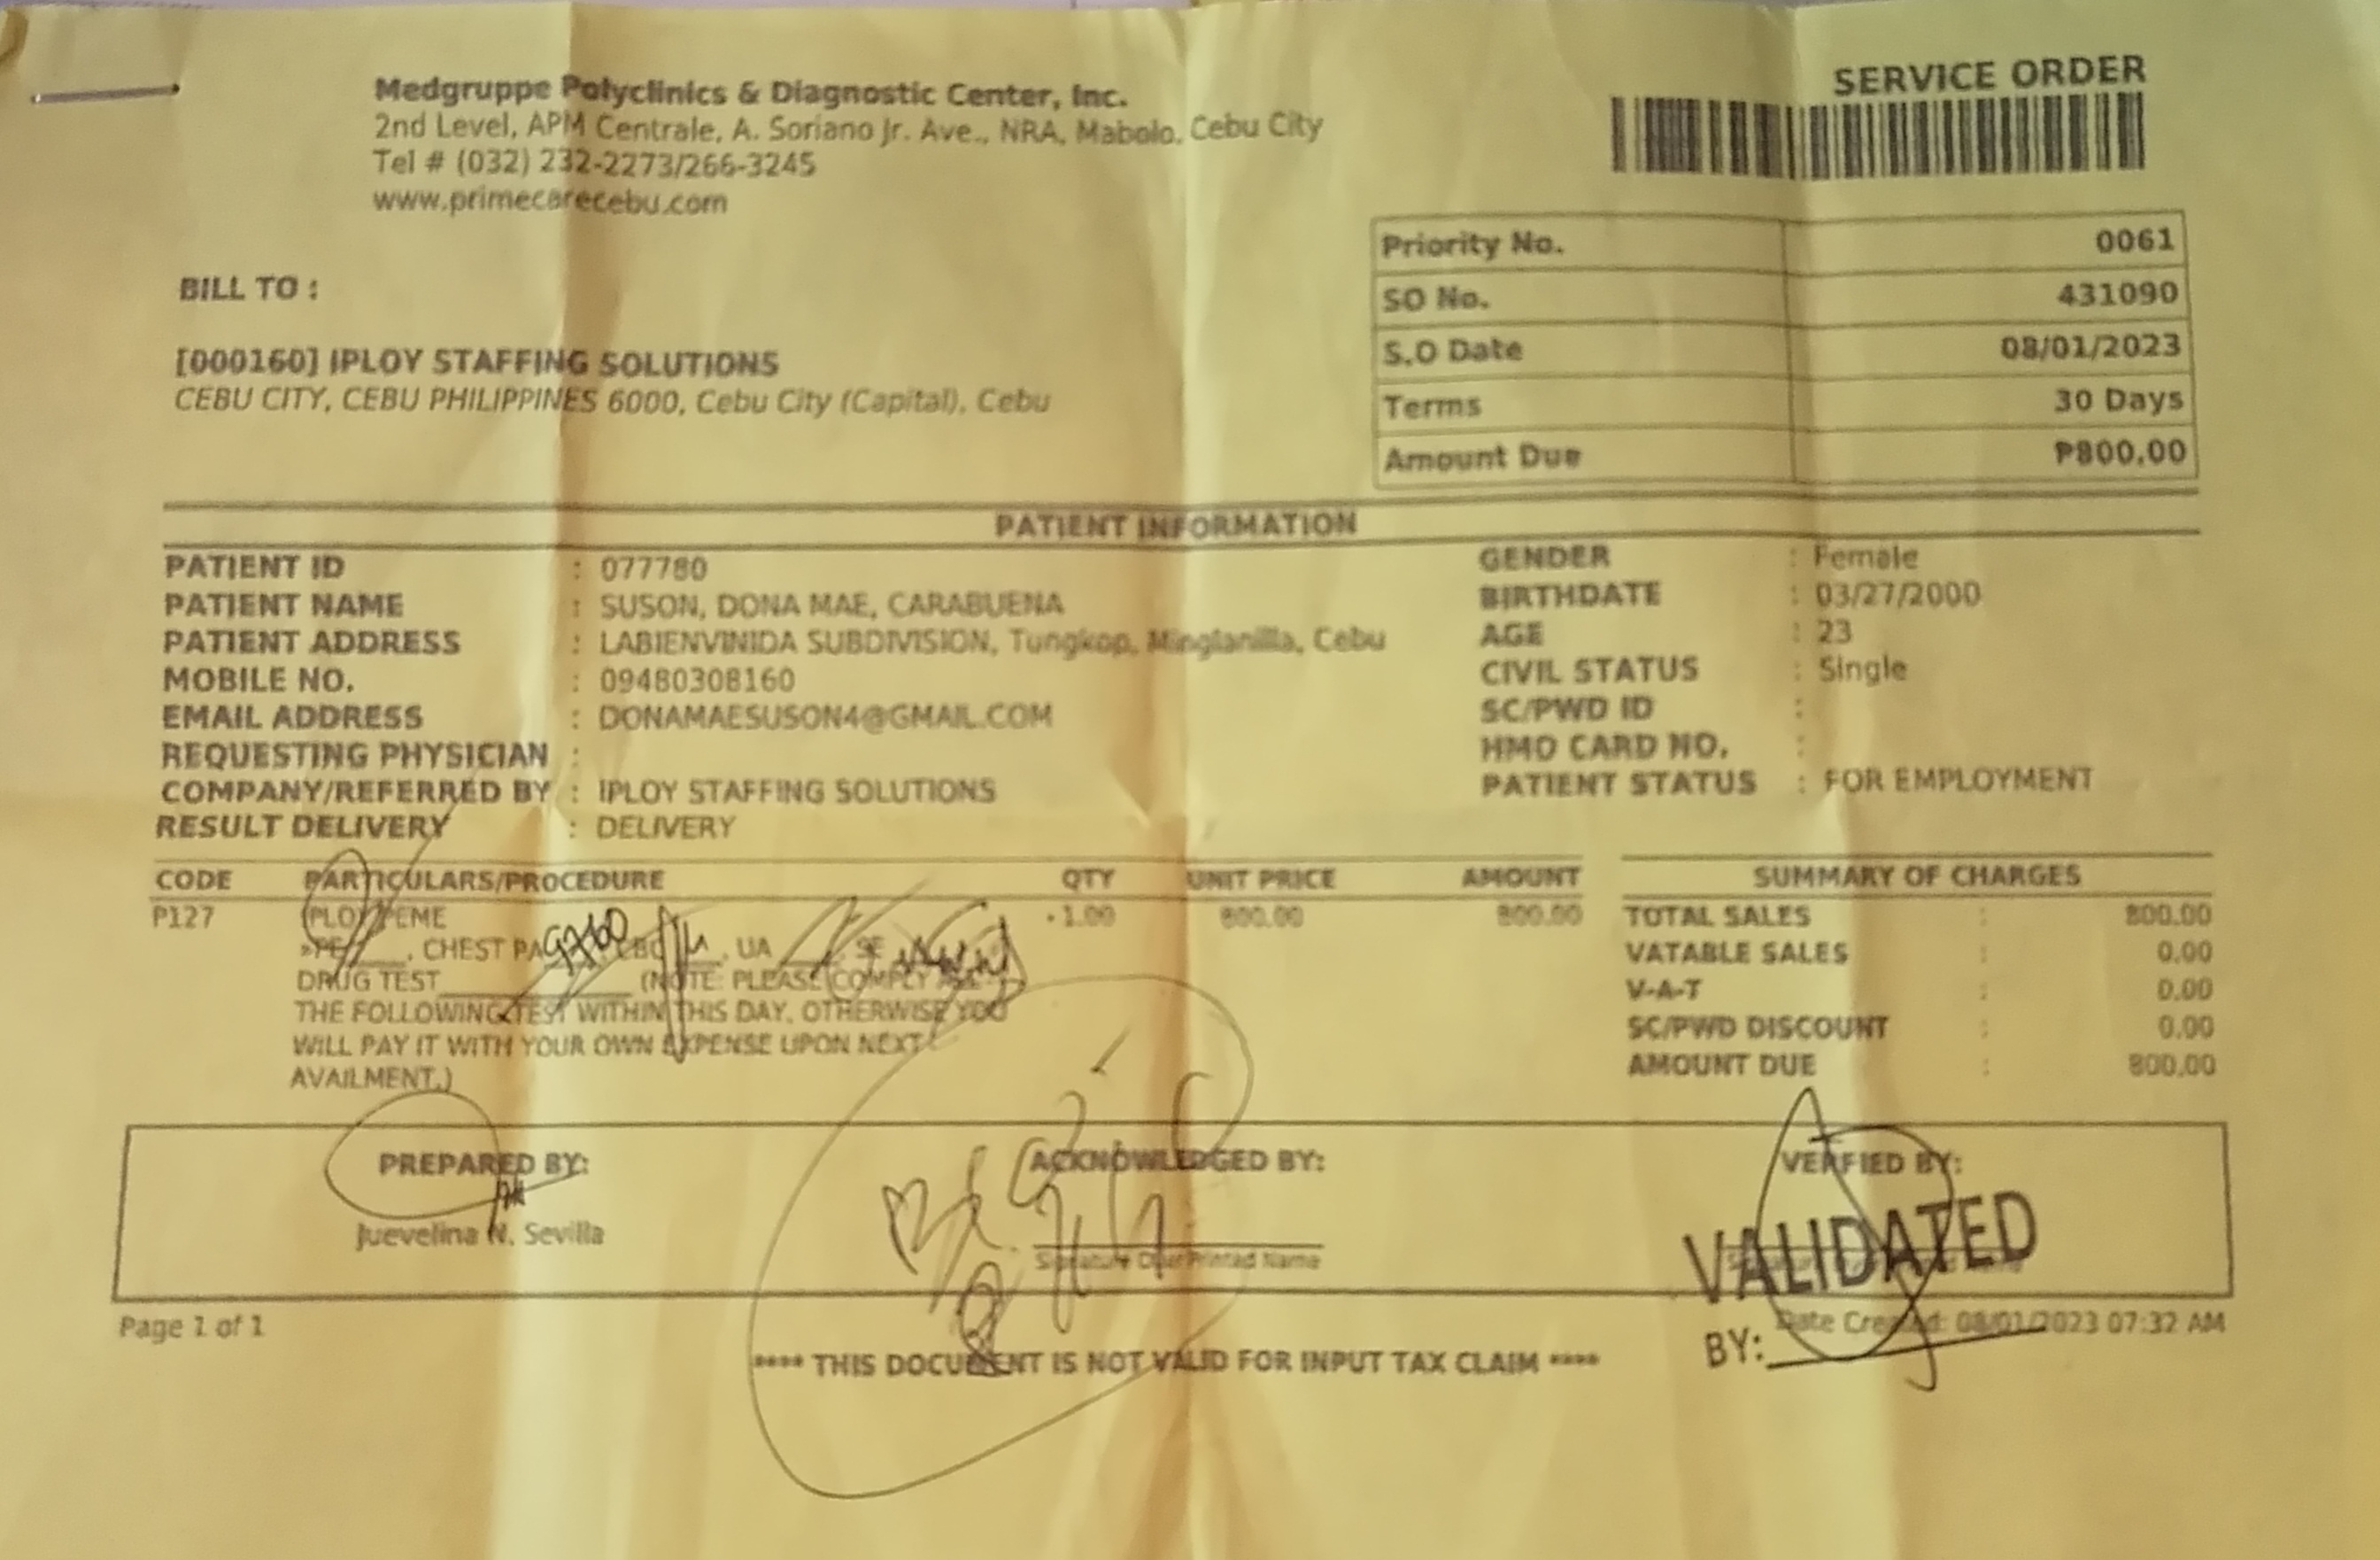 SERVICE ORDER
Medgruppe Polyclinics & Diagnostic Center, Inc.
2nd Level, APM Centrale, A. Soriano Jr. Ave., NRA, Mabolo, Cebu City
Tel # (032) 232-2273/266-3245
www.primecarecebu.com
Priority No. 0061
SO No. 431090
S.O Date 08/01/2023
Terms 30 Days
Amount Due ₱800.00
BILL TO :
[000160] IPLOY STAFFING SOLUTIONS
CEBU CITY, CEBU PHILIPPINES 6000, Cebu City (Capital), Cebu
PATIENT INFORMATION
PATIENT ID : 077780
PATIENT NAME : SUSON, DONA MAE, CARABUENA
PATIENT ADDRESS : LABIENVINIDA SUBDIVISION, Tungkop, Minglanilla, Cebu
MOBILE NO. : 09480308160
EMAIL ADDRESS : DONAMAESUSON4@GMAIL.COM
REQUESTING PHYSICIAN :
COMPANY/REFERRED BY : IPLOY STAFFING SOLUTIONS
RESULT DELIVERY : DELIVERY
GENDER : Female
BIRTHDATE : 03/27/2000
AGE : 23
CIVIL STATUS : Single
SC/PWD ID :
HMO CARD NO. :
PATIENT STATUS : FOR EMPLOYMENT
CODE PARTICULARS/PROCEDURE QTY UNIT PRICE AMOUNT
P127 PEME 1.00 800.00 800.00
, CHEST PA 9760 , UA , SE
DRUG TEST (NOTE: PLEASE COMPLY
THE FOLLOWING TEST WITHIN THIS DAY, OTHERWISE YOU
WILL PAY IT WITH YOUR OWN EXPENSE UPON NEXT
AVAILMENT.)
SUMMARY OF CHARGES
TOTAL SALES : 800.00
VATABLE SALES : 0.00
V-A-T : 0.00
SC/PWD DISCOUNT : 0.00
AMOUNT DUE : 800.00
PREPARED BY:
Juevelina N. Sevilla
ACKNOWLEDGED BY:
Signature Over Printed Name
VERFIED BY:
VALIDATED
BY:
Page 1 of 1
Date Created: 08/01/2023 07:32 AM
**** THIS DOCUMENT IS NOT VALID FOR INPUT TAX CLAIM ****